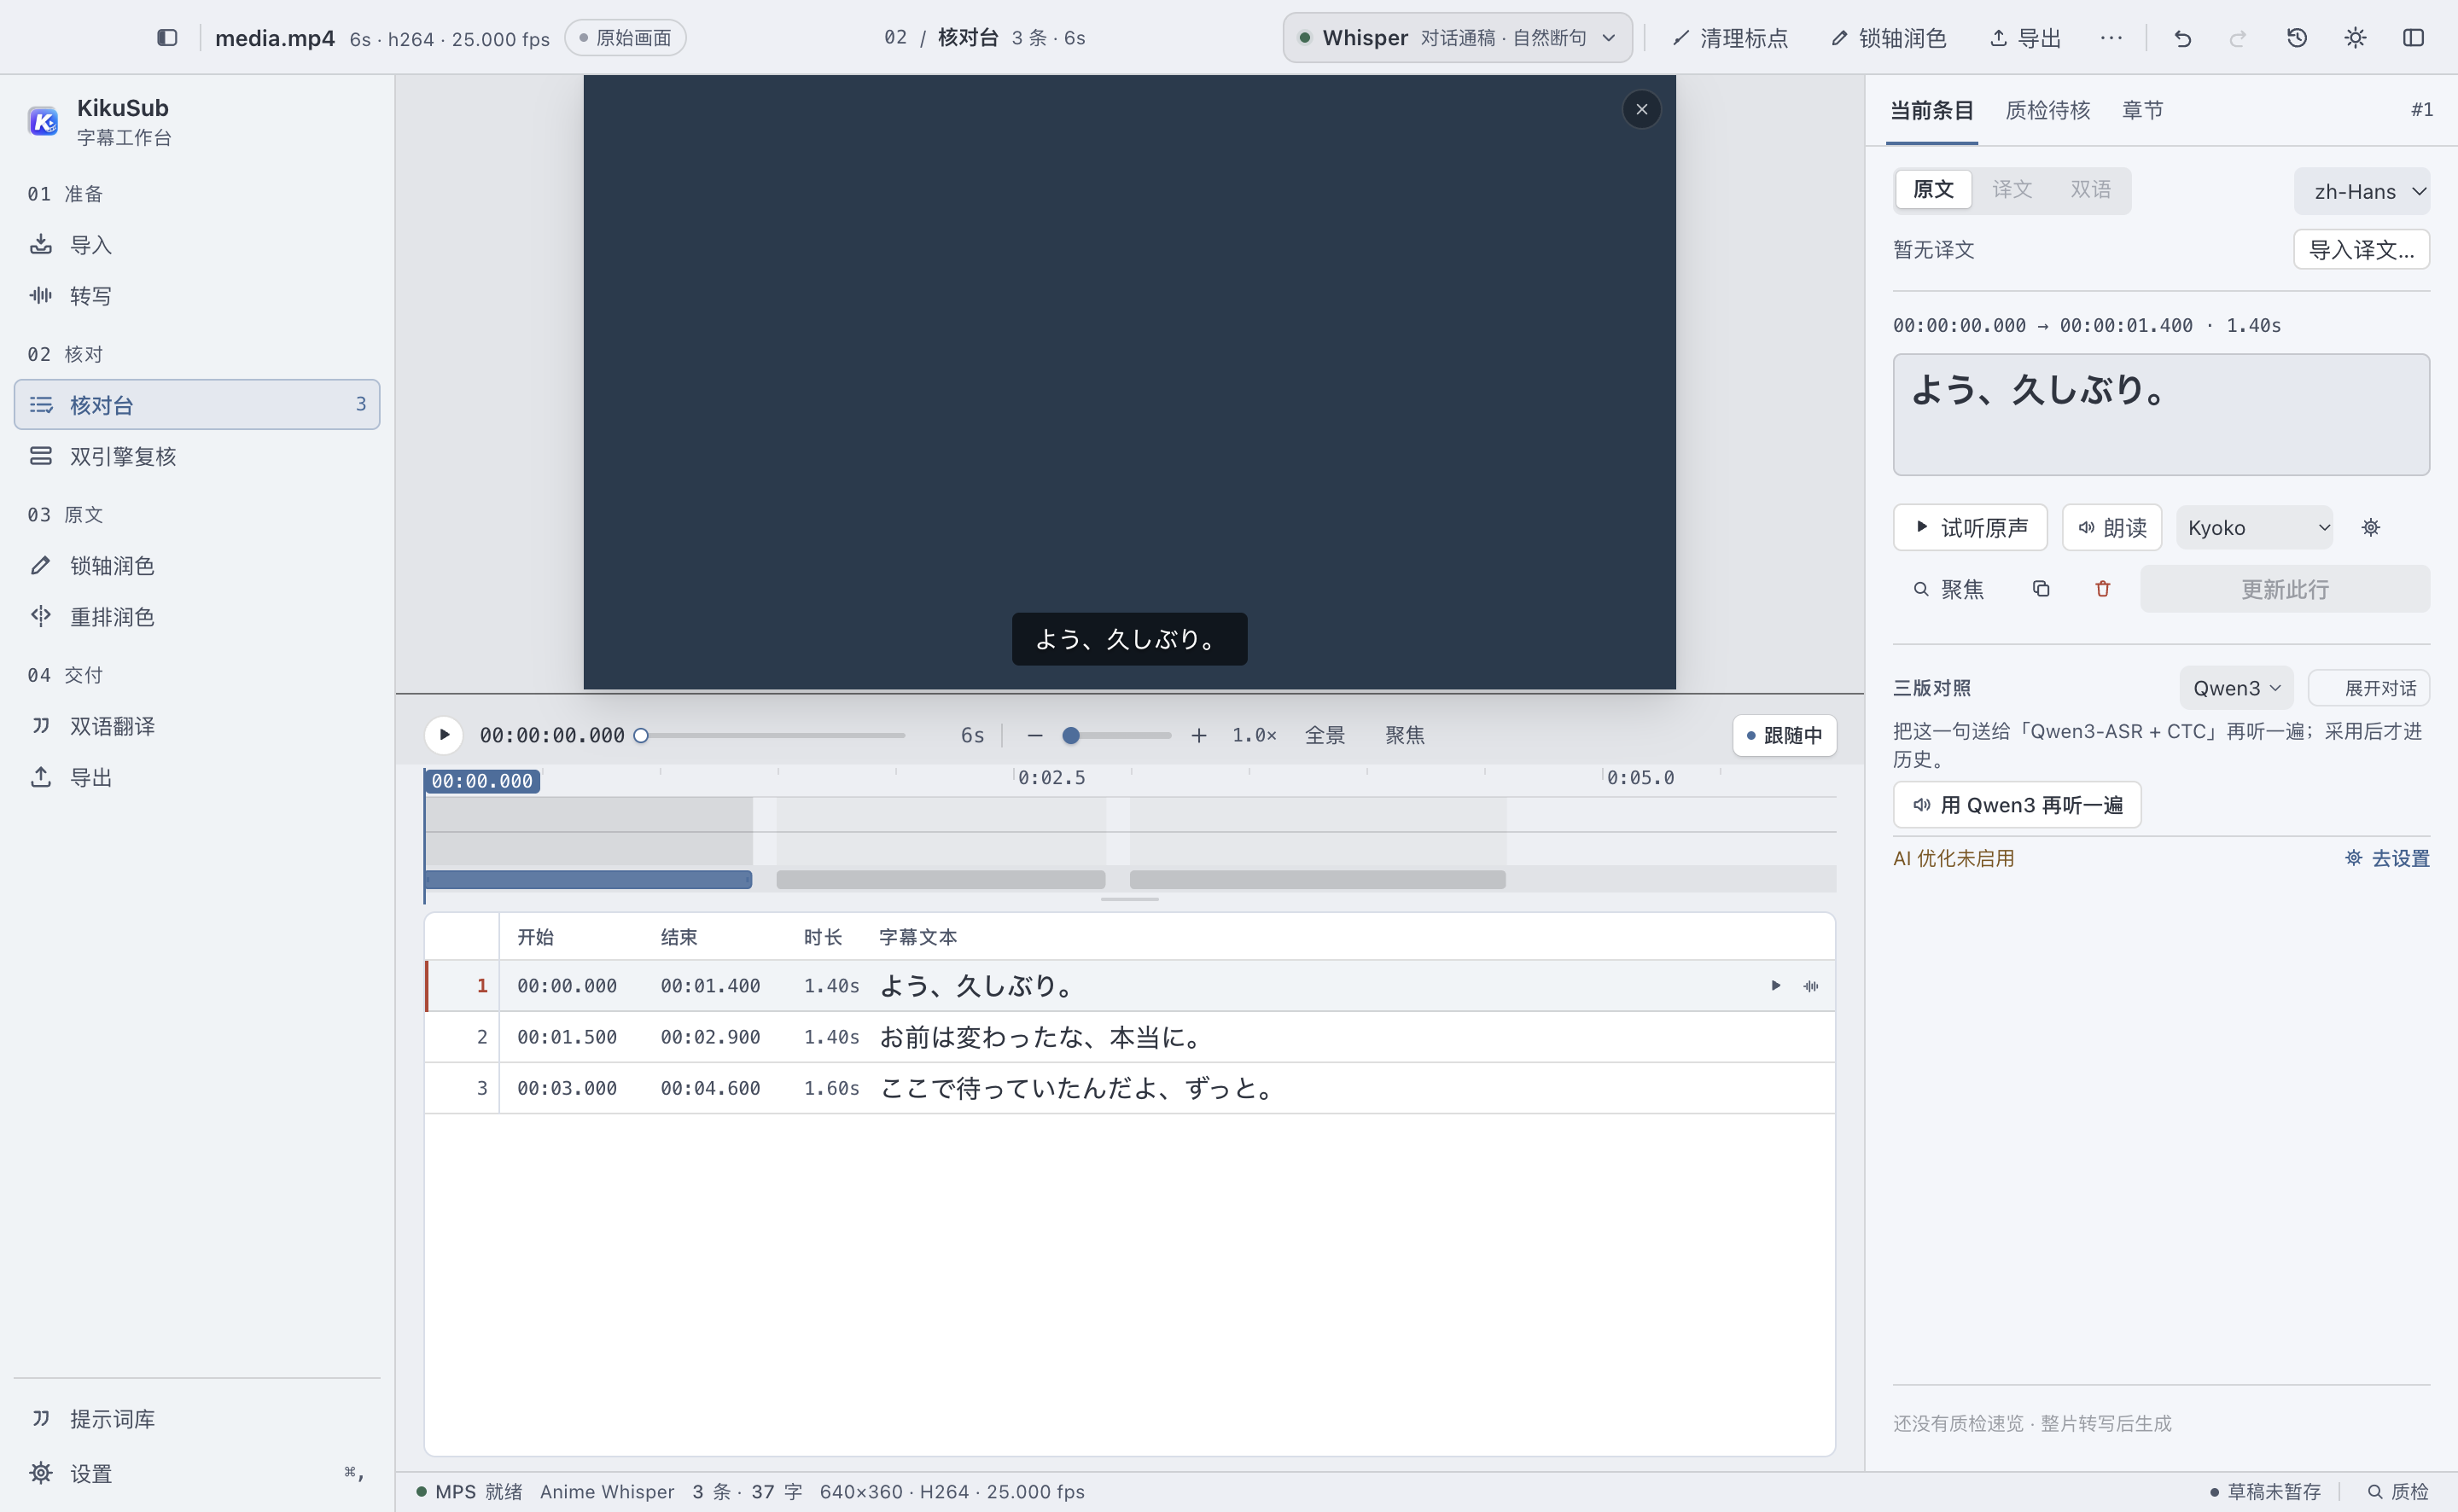 media.mp4 6s · h264 · 25.000 fps 原始画面
02 / 核对台 3 条 · 6s
Whisper 对话通稿 · 自然断句
清理标点 锁轴润色 导出 ···
KikuSub
字幕工作台
01 准备
导入
转写
02 核对
核对台 3
双引擎复核
03 原文
锁轴润色
重排润色
04 交付
双语翻译
导出
提示词库
设置 ⌘,
よう、久しぶり。
00:00:00.000 6s − + 1.0× 全景 聚焦 跟随中
00:00.000 0:02.5 0:05.0
开始 结束 时长 字幕文本
1 00:00.000 00:01.400 1.40s よう、久しぶり。
2 00:01.500 00:02.900 1.40s お前は変わったな、本当に。
3 00:03.000 00:04.600 1.60s ここで待っていたんだよ、ずっと。
当前条目 质检待核 章节 #1
原文 译文 双语 zh-Hans
暂无译文 导入译文...
00:00:00.000 → 00:00:01.400 · 1.40s
よう、久しぶり。
试听原声 朗读 Kyoko
聚焦 更新此行
三版对照 Qwen3 展开对话
把这一句送给「Qwen3-ASR + CTC」再听一遍；采用后才进
历史。
用 Qwen3 再听一遍
AI 优化未启用 去设置
还没有质检速览 · 整片转写后生成
MPS 就绪 Anime Whisper 3 条 · 37 字 640×360 · H264 · 25.000 fps
草稿未暂存 质检